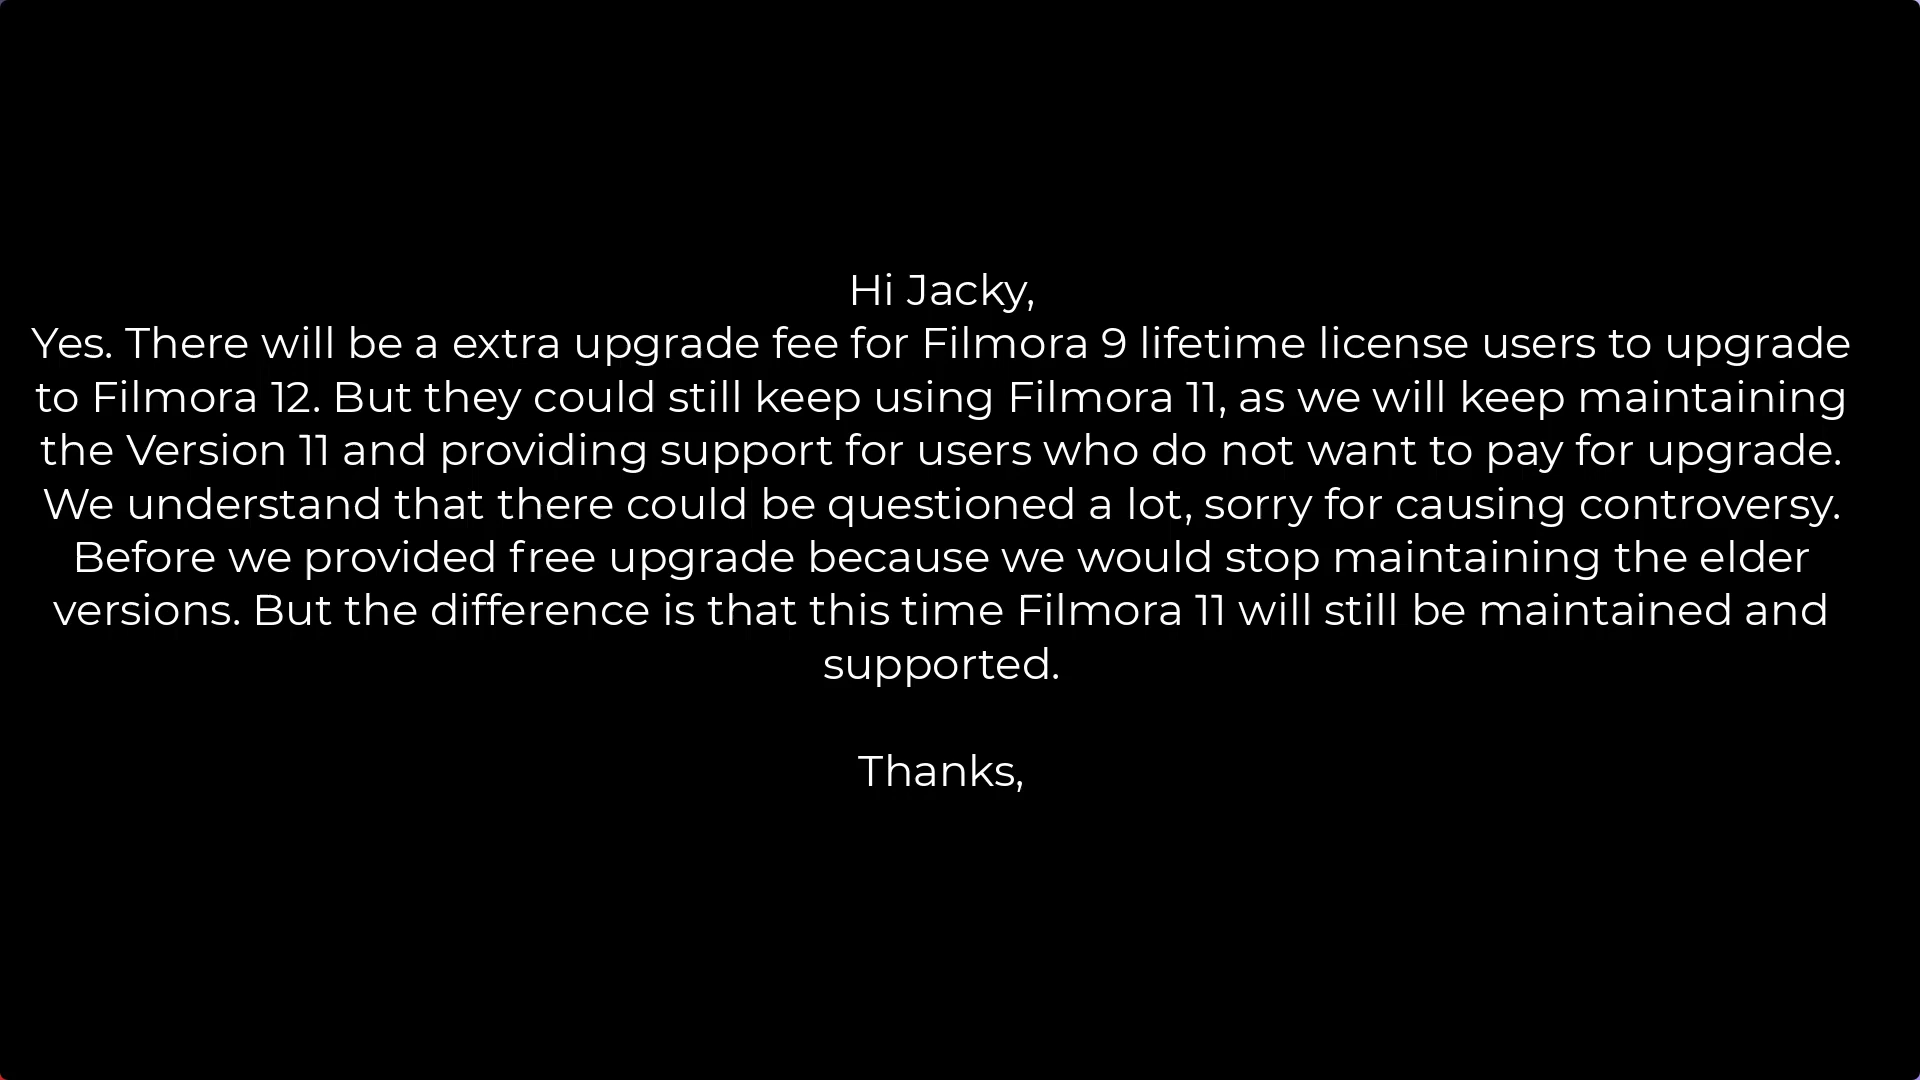 Hi Jacky,
Yes. There will be a extra upgrade fee for Filmora 9 lifetime license users to upgrade
to Filmora 12. But they could still keep using Filmora 11, as we will keep maintaining
the Version 11 and providing support for users who do not want to pay for upgrade.
We understand that there could be questioned a lot, sorry for causing controversy.
Before we provided free upgrade because we would stop maintaining the elder
versions. But the difference is that this time Filmora 11 will still be maintained and
supported.
Thanks,